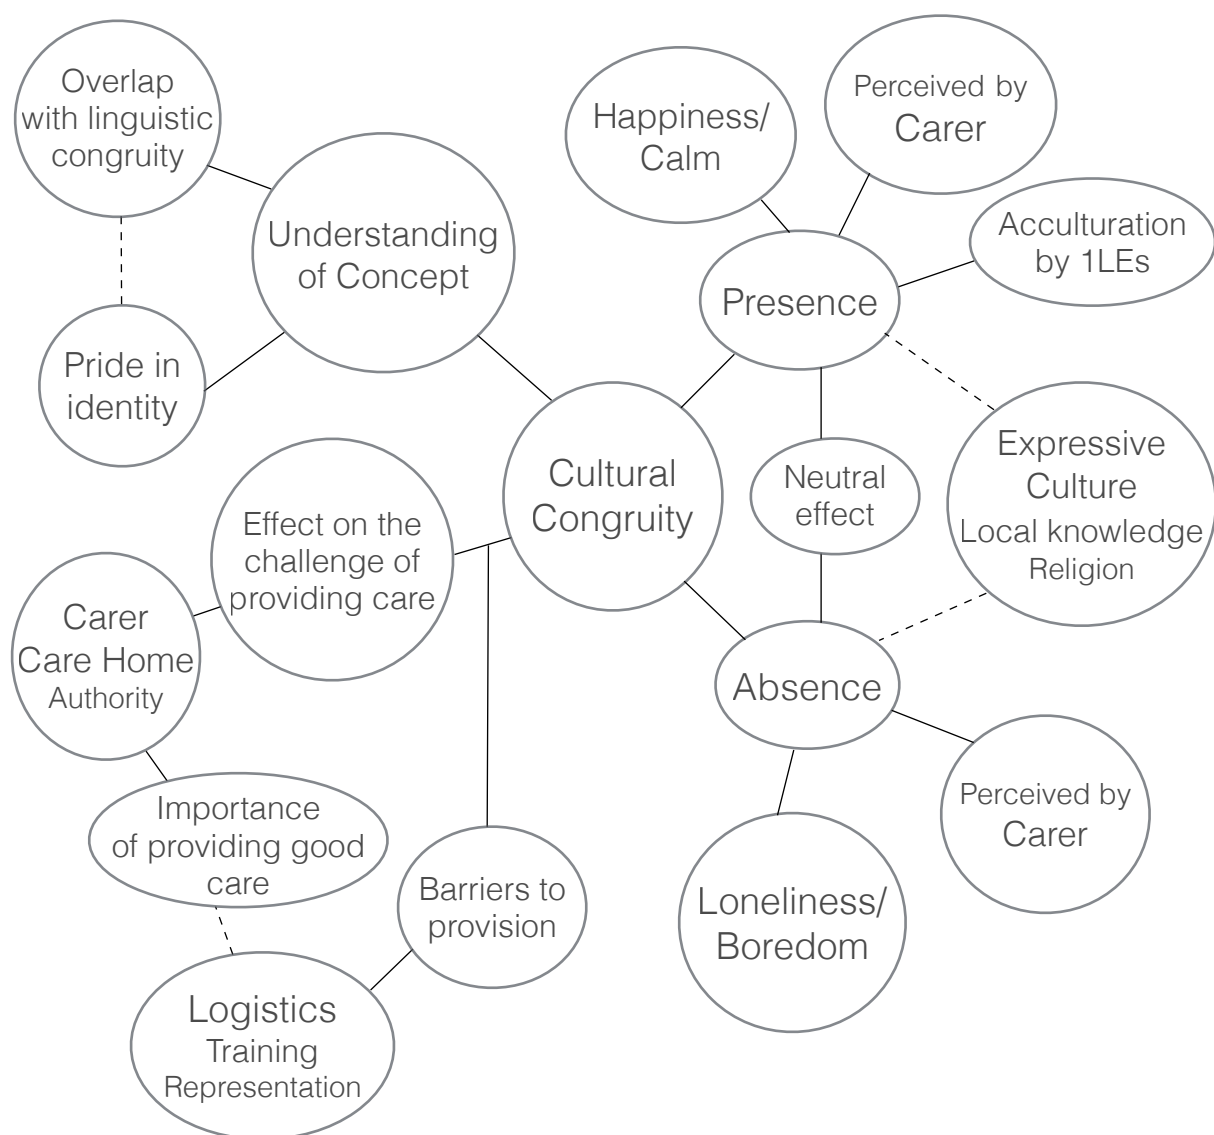 Overlap
with linguistic
congruity
Happiness/
Calm
Perceived by
Carer
Understanding
of Concept
Acculturation
by 1LEs
Presence
Pride in
identity
Cultural
Congruity
Neutral
effect
Expressive
Culture
Local knowledge
Religion
Effect on the
challenge of
providing care
Carer
Care Home
Authority
Absence
Perceived by
Carer
Importance
of providing good
care
Barriers to
provision
Loneliness/
Boredom
Logistics
Training
Representation